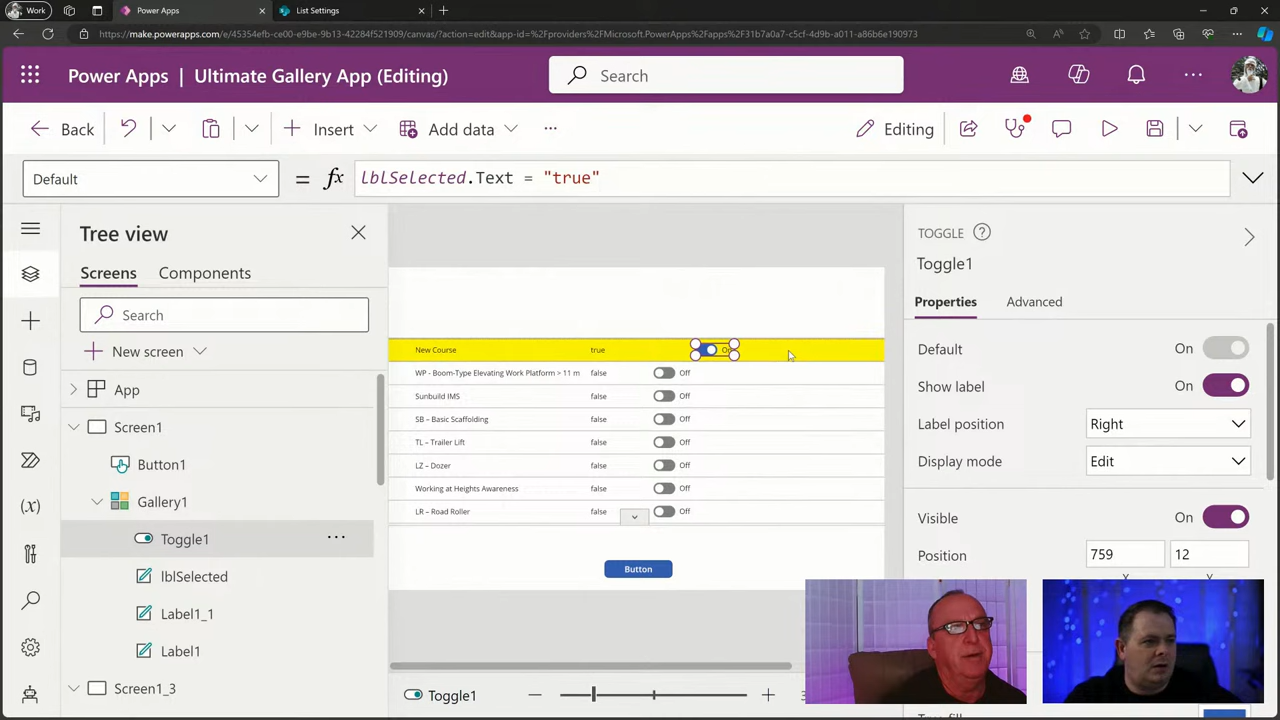 Work
Power Apps
List Settings
https://make.powerapps.com/e/45354efb-ce00-e9be-9b13-42284f521909/canvas/?action=edit&app-id=%2Fproviders%2FMicrosoft.PowerApps%2Fapps%2F31b7a0a7-c5cf-4d9b-a011-a86b6e190973
Power Apps | Ultimate Gallery App (Editing)
Search
Back
Insert
Add data
Editing
Default
= fx lblSelected.Text = "true"
Tree view
Screens Components
Search
New screen
App
Screen1
Button1
Gallery1
Toggle1
lblSelected
Label1_1
Label1
Screen1_3
New Course true
WP - Boom-Type Elevating Work Platform > 11 m false Off
Sunbuild IMS false Off
SB – Basic Scaffolding false Off
TL – Trailer Lift false Off
LZ – Dozer false Off
Working at Heights Awareness false Off
LR – Road Roller false Off
Button
Toggle1
TOGGLE
Toggle1
Properties Advanced
Default On
Show label On
Label position Right
Display mode Edit
Visible On
Position 759 12